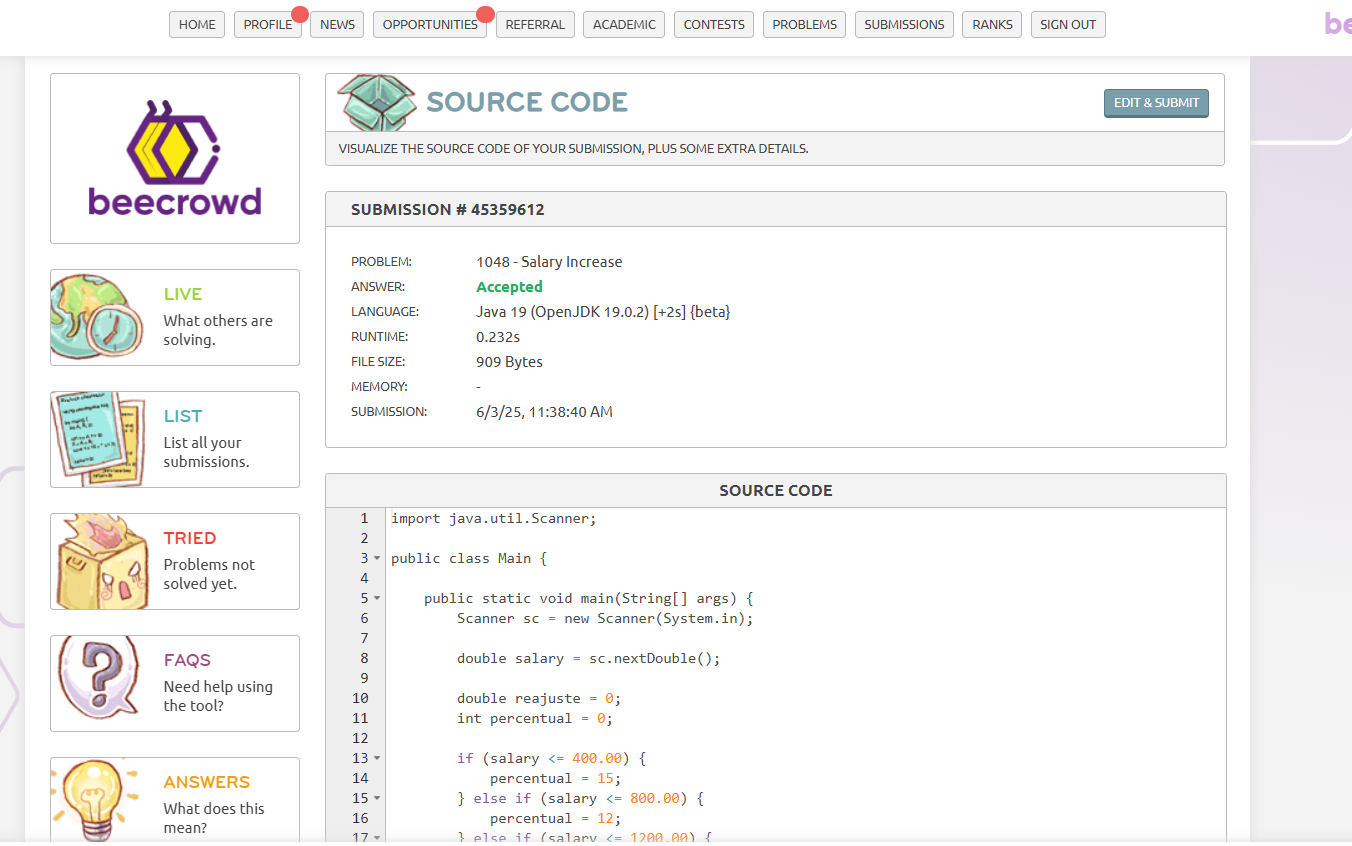 HOME PROFILE NEWS OPPORTUNITIES REFERRAL ACADEMIC CONTESTS PROBLEMS SUBMISSIONS RANKS SIGN OUT
be
beecrowd
LIVE
What others are
solving.
LIST
List all your
submissions.
TRIED
Problems not
solved yet.
FAQS
Need help using
the tool?
ANSWERS
What does this
mean?
SOURCE CODE
EDIT & SUBMIT
VISUALIZE THE SOURCE CODE OF YOUR SUBMISSION, PLUS SOME EXTRA DETAILS.
SUBMISSION # 45359612
PROBLEM: 1048 - Salary Increase
ANSWER: Accepted
LANGUAGE: Java 19 (OpenJDK 19.0.2) [+2s] {beta}
RUNTIME: 0.232s
FILE SIZE: 909 Bytes
MEMORY: -
SUBMISSION: 6/3/25, 11:38:40 AM
SOURCE CODE
1 import java.util.Scanner;
2
3 public class Main {
4
5 public static void main(String[] args) {
6 Scanner sc = new Scanner(System.in);
7
8 double salary = sc.nextDouble();
9
10 double reajuste = 0;
11 int percentual = 0;
12
13 if (salary <= 400.00) {
14 percentual = 15;
15 } else if (salary <= 800.00) {
16 percentual = 12;
17 } else if (salary <= 1200.00) {